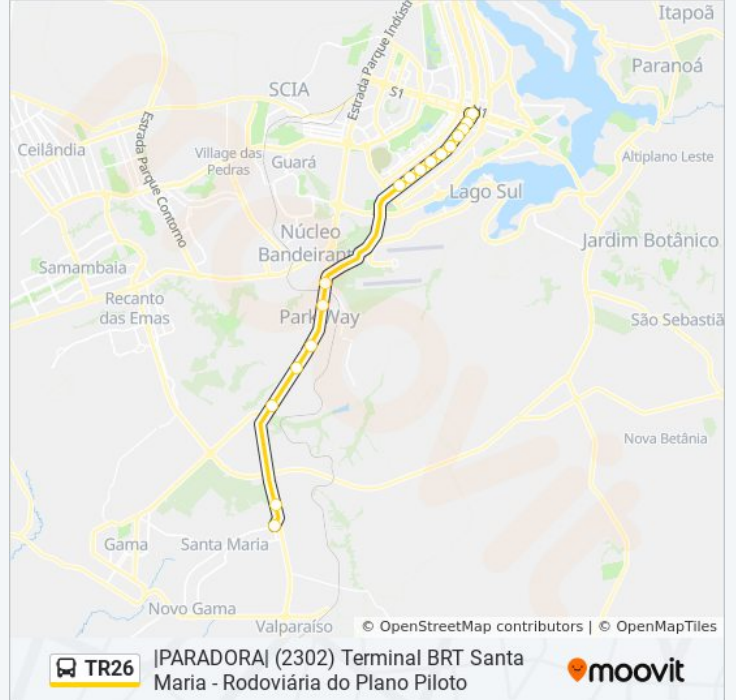 Itapoã
Estrada Parque Indúst
Paranoá
SCIA
S1
Estrada Parque Contorno
Ceilândia
Village das
Pedras
Guará
Altiplano Leste
Lago Sul
Núcleo
Bandeirant
Jardim Botânico
Samambaia
Recanto
das Emas
Park Way
São Sebastiã
Nova Betânia
Gama
Santa Maria
Novo Gama
Valparaíso
© OpenStreetMap contributors | © OpenMapTiles
TR26
|PARADORA| (2302) Terminal BRT Santa
Maria - Rodoviária do Plano Piloto
moovit